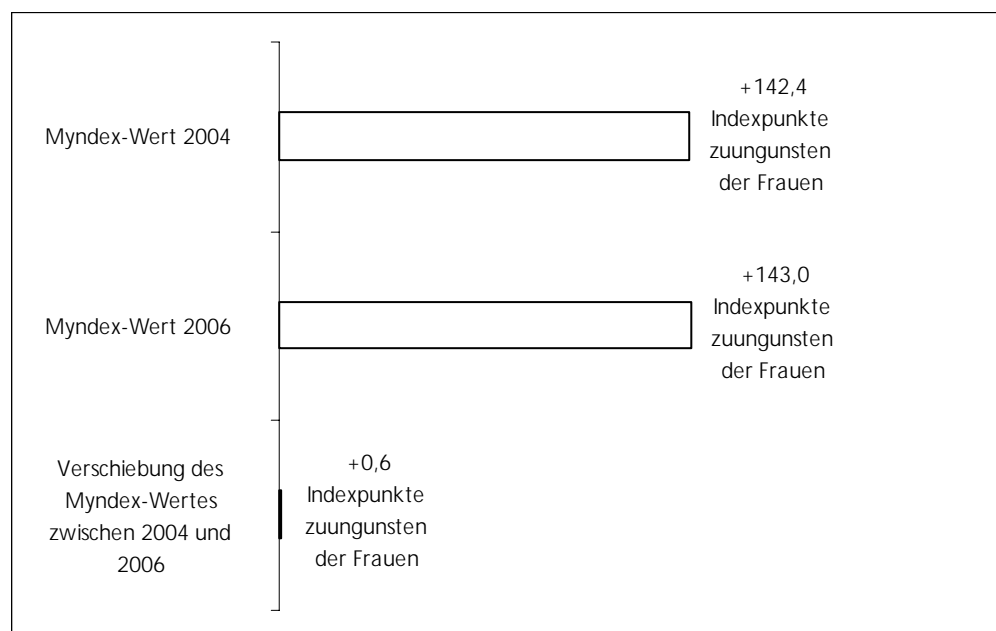 Myndex-Wert 2004
+142,4
Indexpunkte
zuungunsten
der Frauen
Myndex-Wert 2006
+143,0
Indexpunkte
zuungunsten
der Frauen
Verschiebung des
Myndex-Wertes
zwischen 2004 und
2006
+0,6
Indexpunkte
zuungunsten
der Frauen